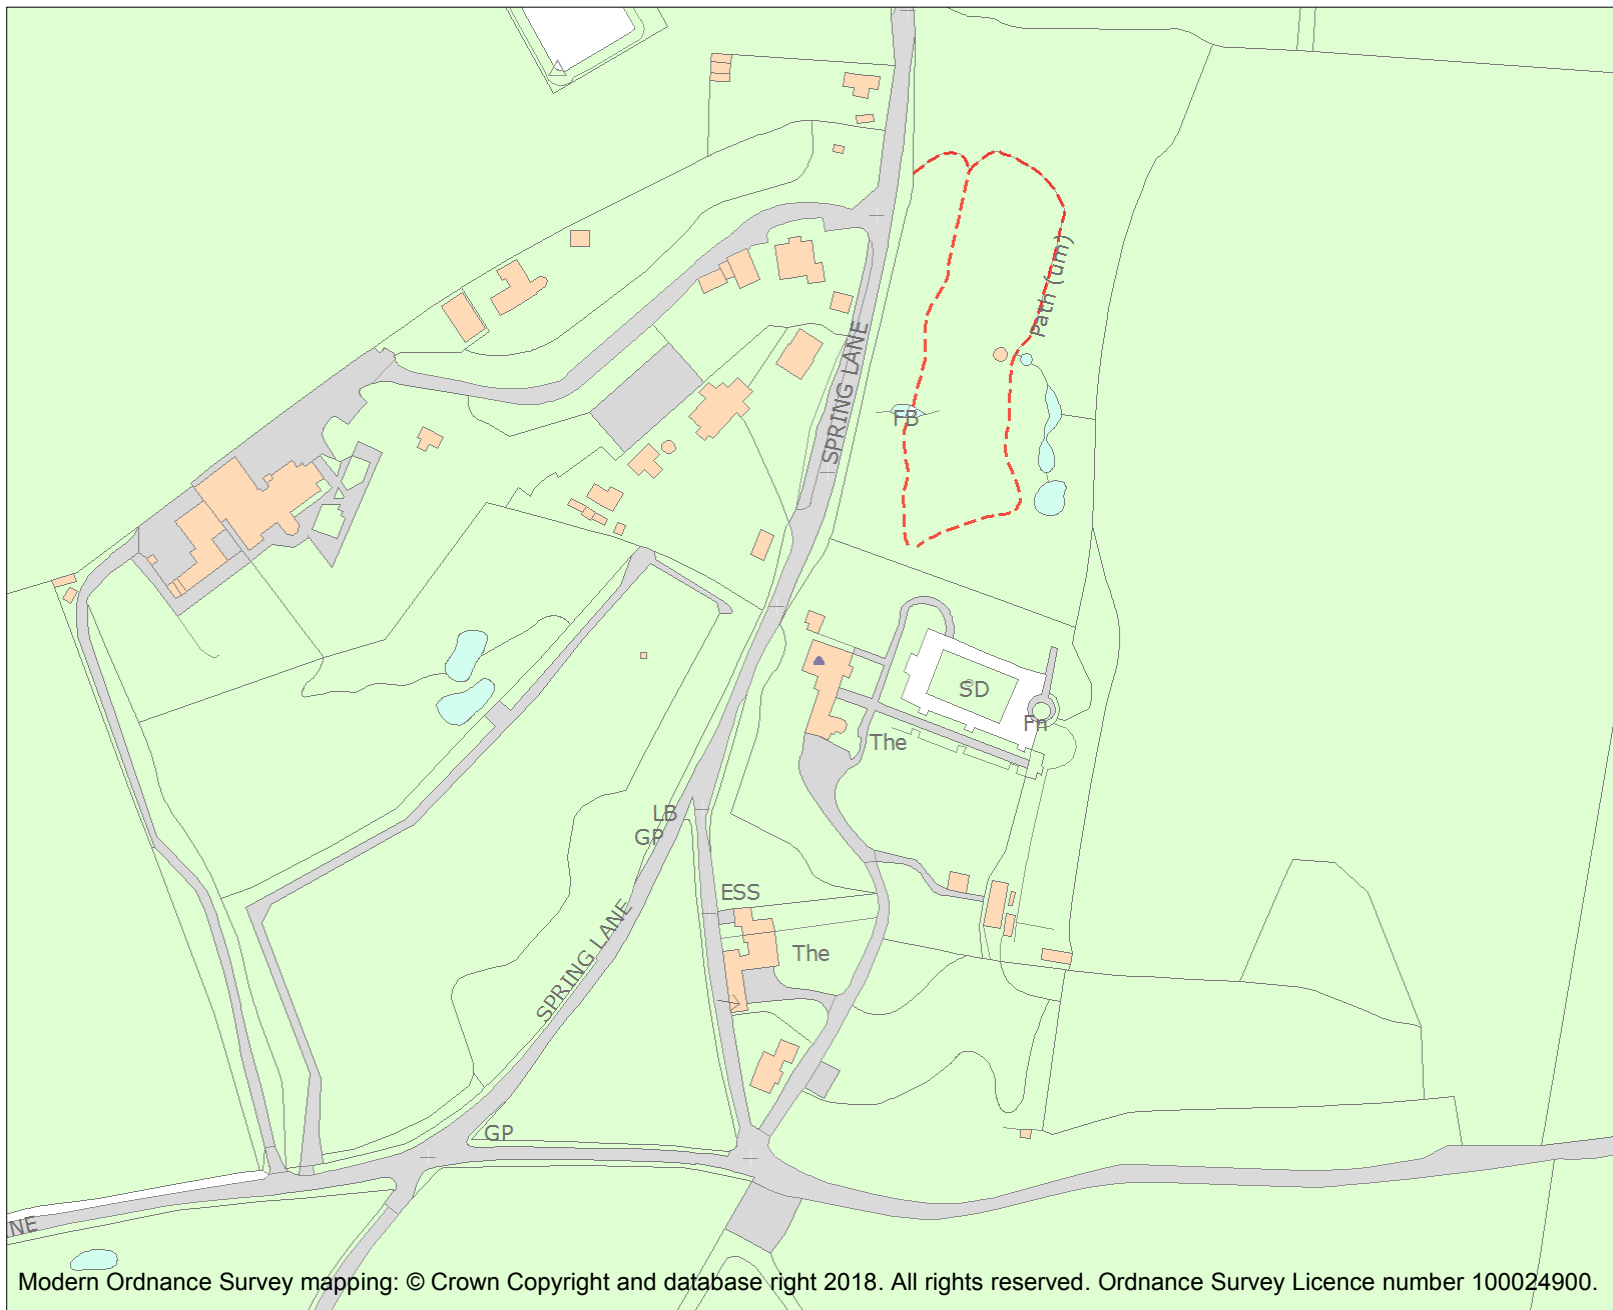 Path (um)
SPRING LANE
FB
SD
Fn
The
LB
GP
ESS
The
SPRING LANE
GP
NE
Modern Ordnance Survey mapping: © Crown Copyright and database right 2018. All rights reserved. Ordnance Survey Licence number 100024900.